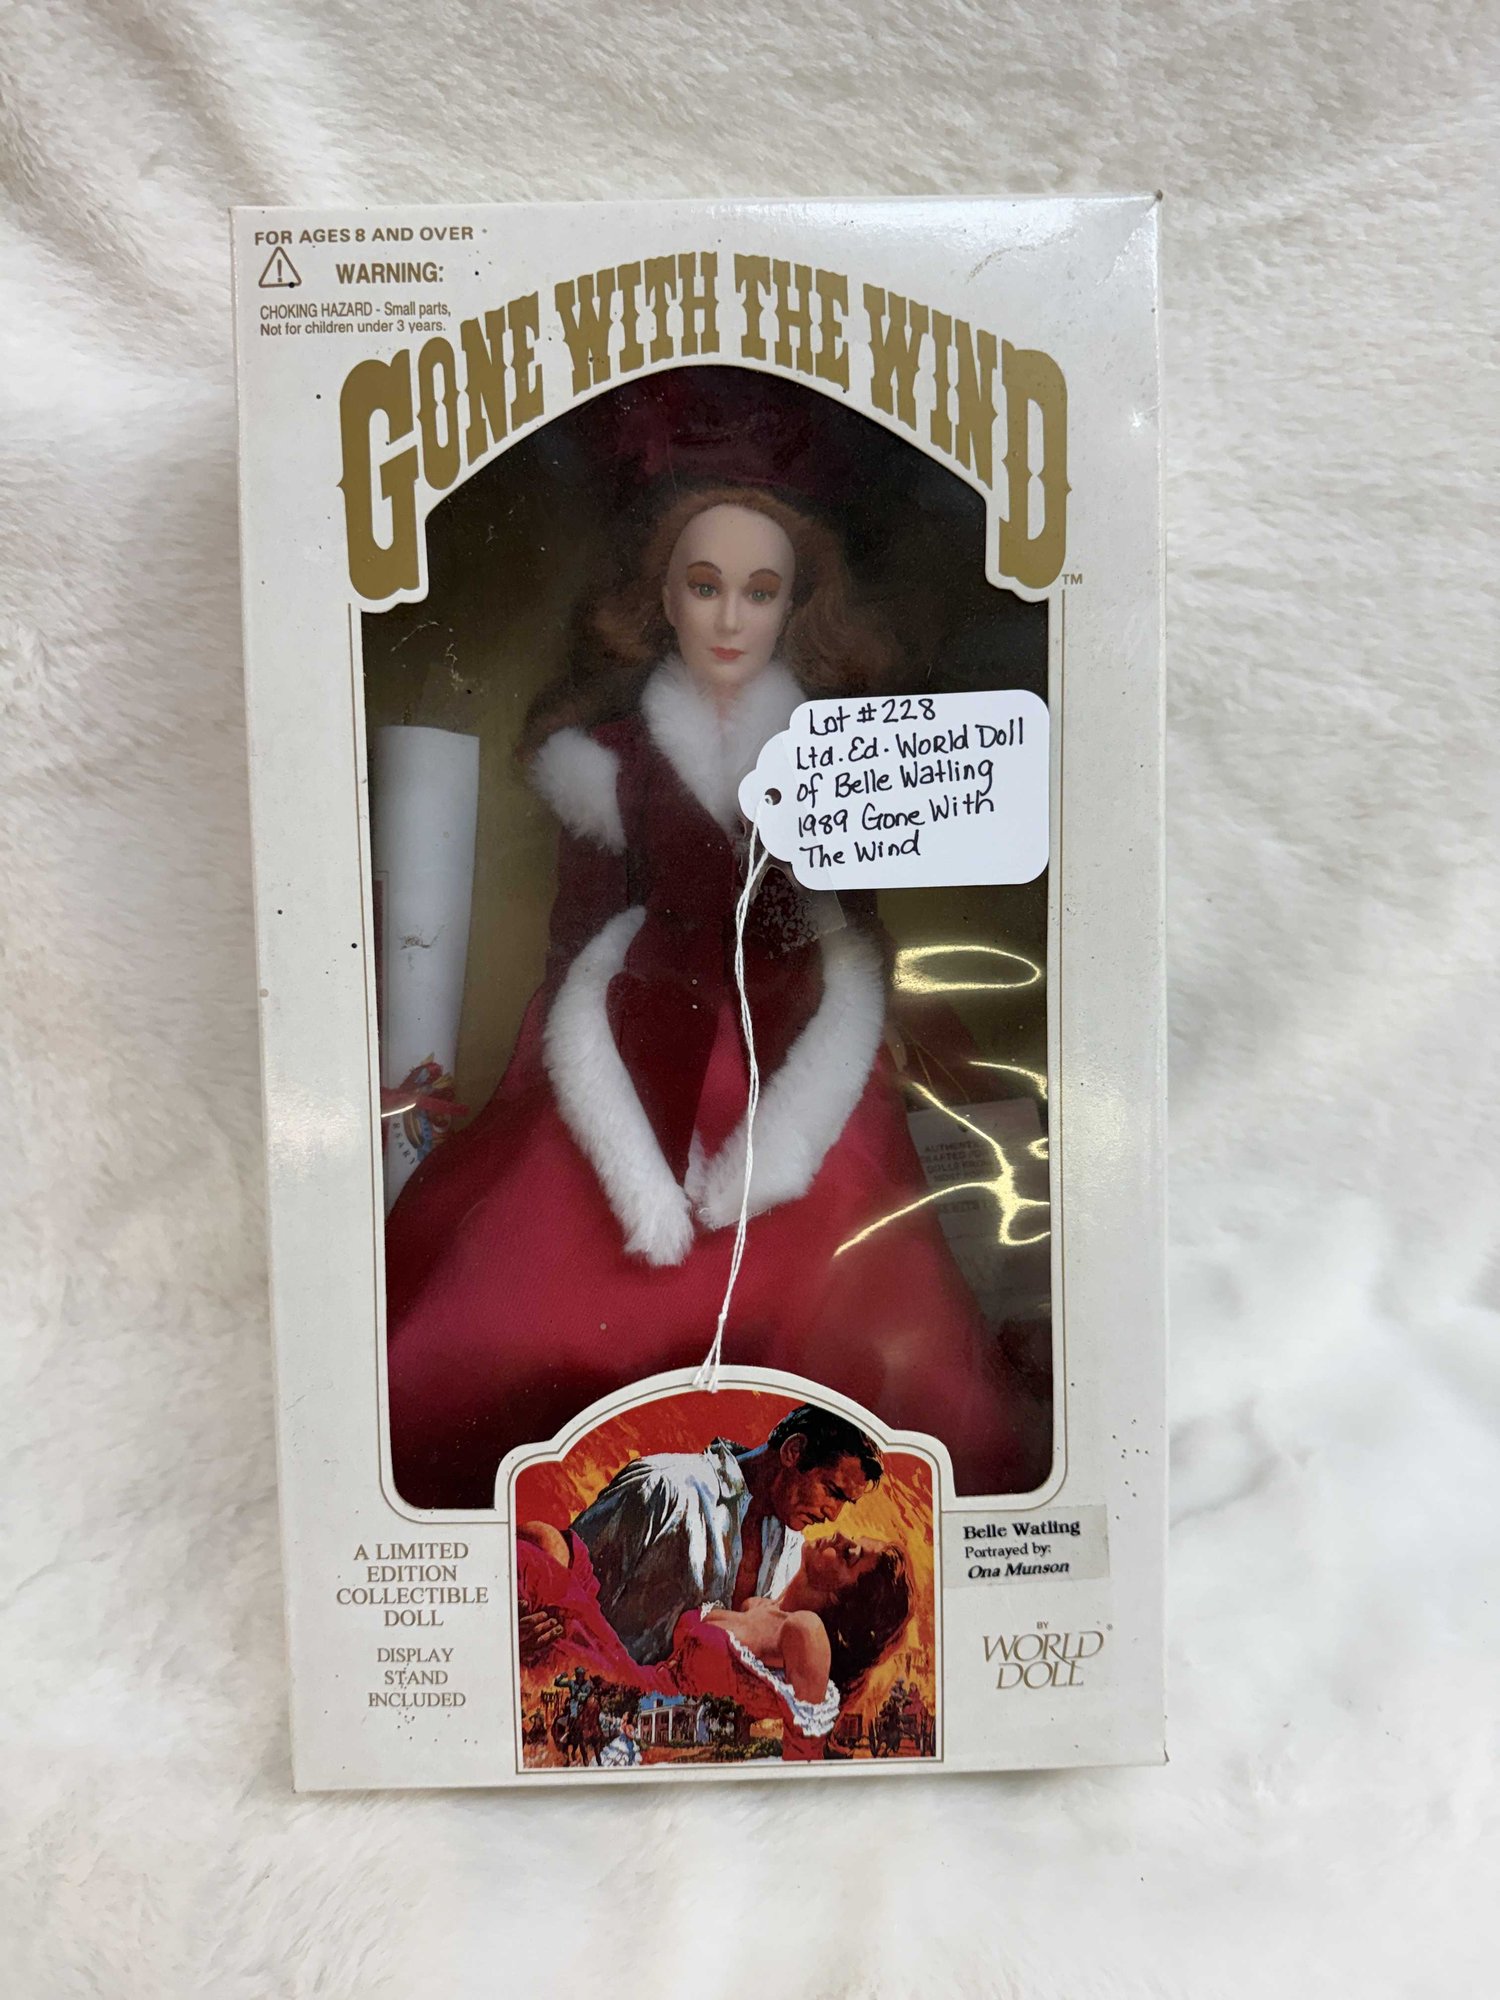 FOR AGES 8 AND OVER
WARNING:
CHOKING HAZARD - Small parts,
Not for children under 3 years.
GONE WITH THE WIND™
Lot #228
Ltd. Ed. World Doll
of Belle Watling
1989 Gone With
The Wind
A LIMITED
EDITION
COLLECTIBLE
DOLL
DISPLAY
STAND
INCLUDED
Belle Watling
Portrayed by:
Ona Munson
BY
WORLD®
DOLL